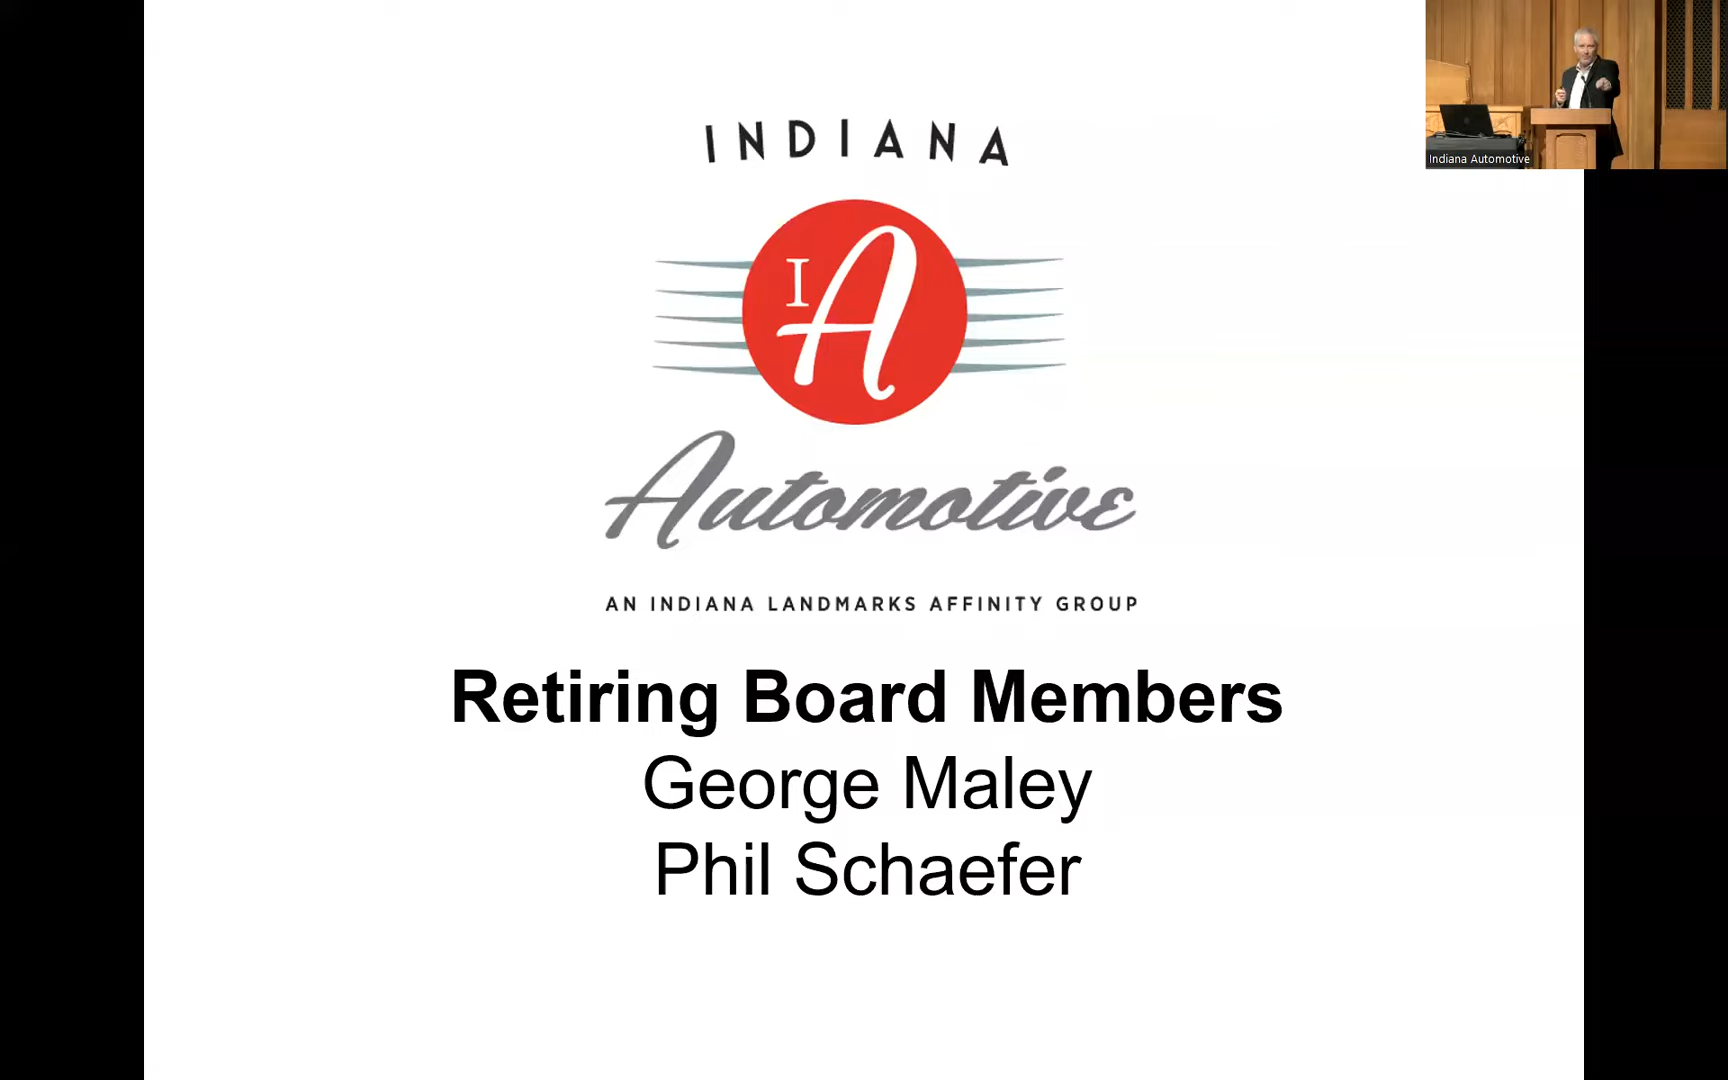 INDIANA
IA
Automotive
AN INDIANA LANDMARKS AFFINITY GROUP
Retiring Board Members
George Maley
Phil Schaefer
Indiana Automotive